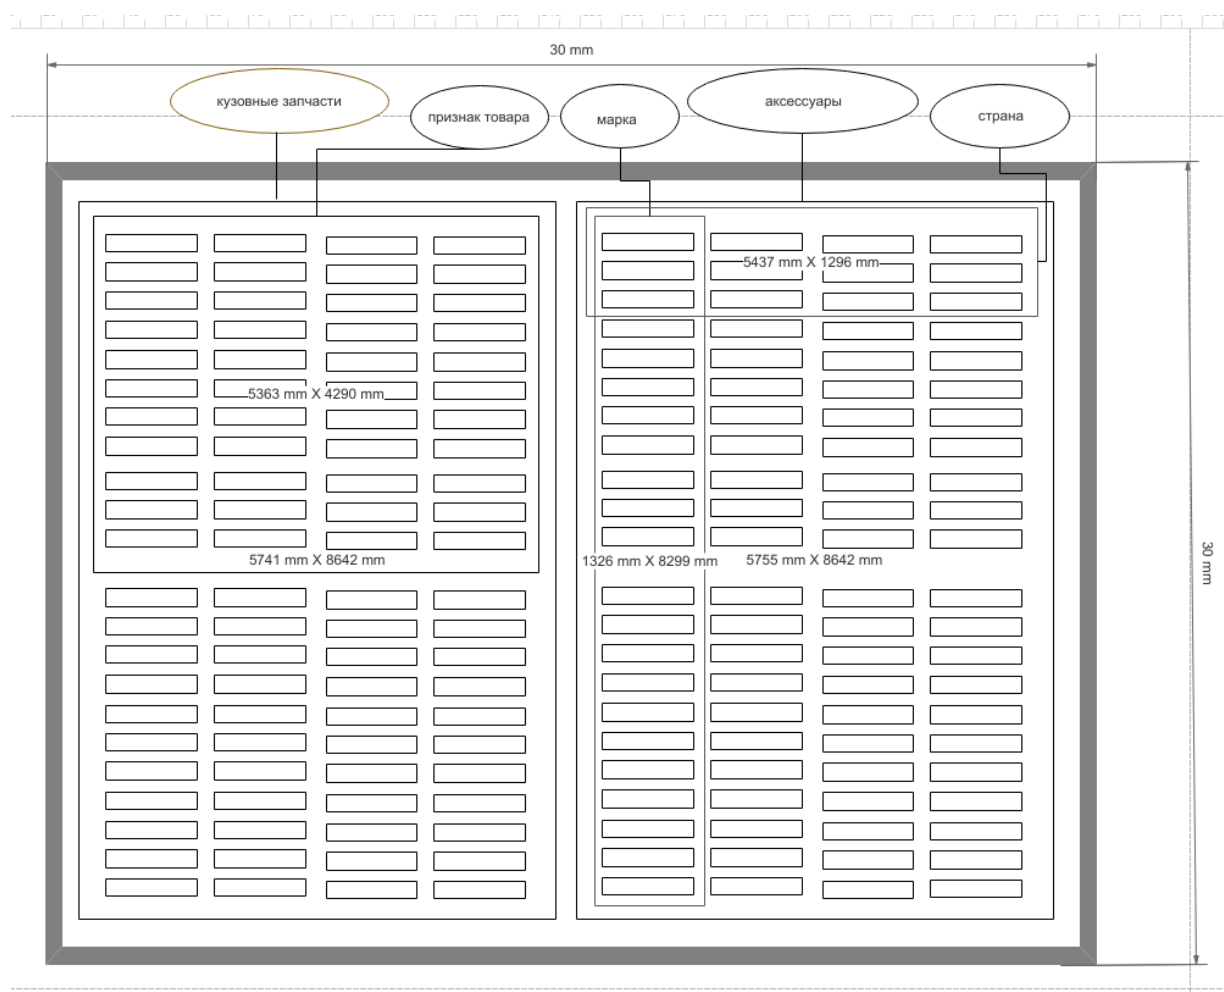 30 mm
кузовные запчасти
признак товара
марка
аксессуары
страна
5437 mm X 1296 mm
5363 mm X 4290 mm
5741 mm X 8642 mm
1326 mm X 8299 mm
5755 mm X 8642 mm
30 mm